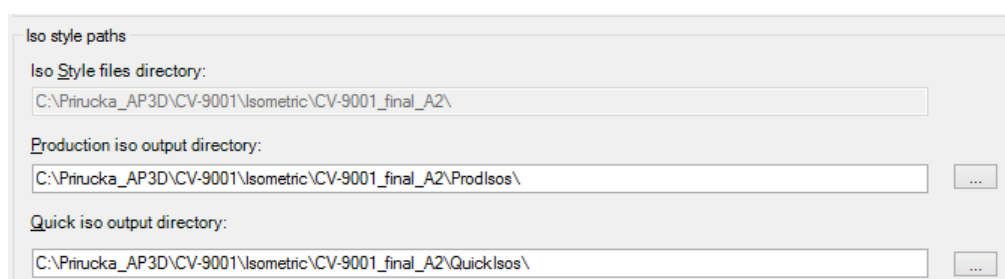 Iso style paths
Iso Style files directory:
C:\Prirucka_AP3D\CV-9001\Isometric\CV-9001_final_A2\
Production iso output directory:
C:\Prirucka_AP3D\CV-9001\Isometric\CV-9001_final_A2\ProdIsos\
...
Quick iso output directory:
C:\Prirucka_AP3D\CV-9001\Isometric\CV-9001_final_A2\QuickIsos\
...